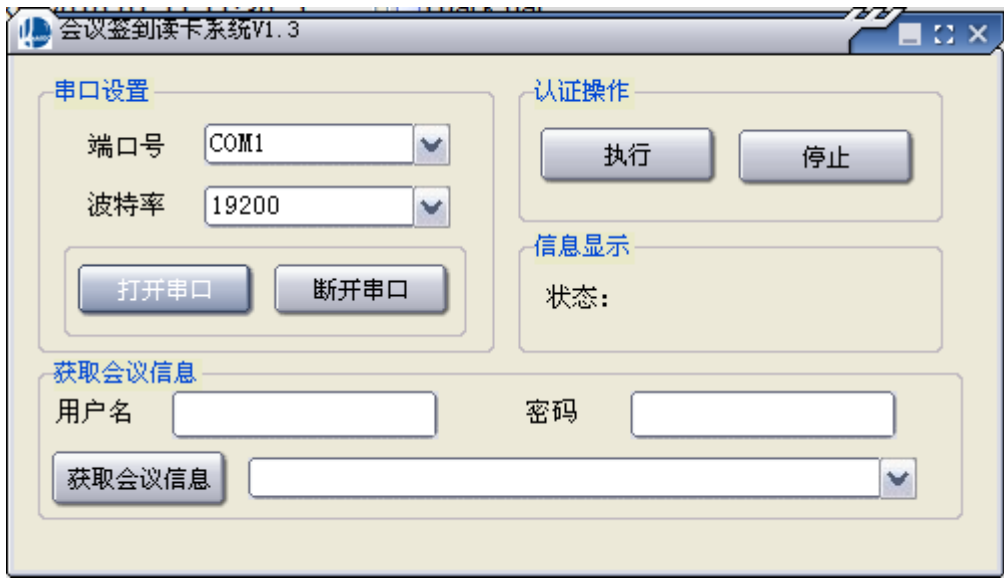 会议签到读卡系统V1.3
串口设置
端口号 COM1
波特率 19200
打开串口 断开串口
认证操作
执行 停止
信息显示
状态:
获取会议信息
用户名 密码
获取会议信息